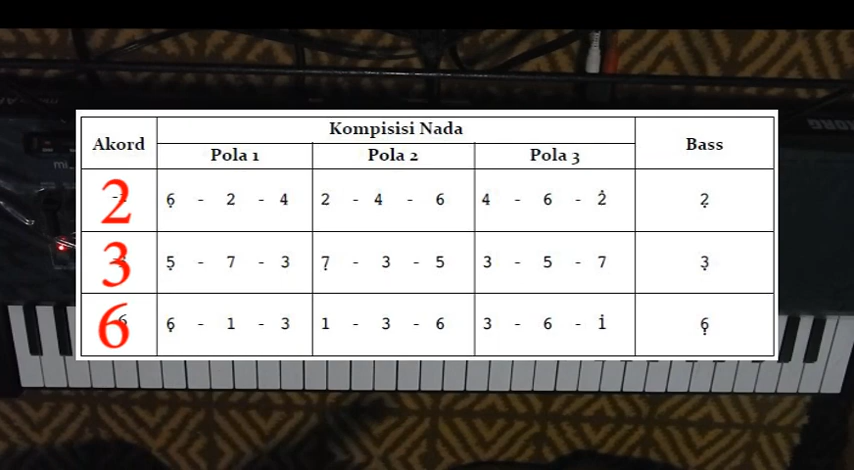 Kompisisi Nada
Akord Bass
Pola 1 Pola 2 Pola 3
2 6̣ - 2 - 4 2 - 4 - 6 4 - 6 - 2̇ 2̣
3 5̣ - 7 - 3 7̣ - 3 - 5 3 - 5 - 7 3̣
6 6̣ - 1 - 3 1 - 3 - 6 3 - 6 - 1̇ 6̣